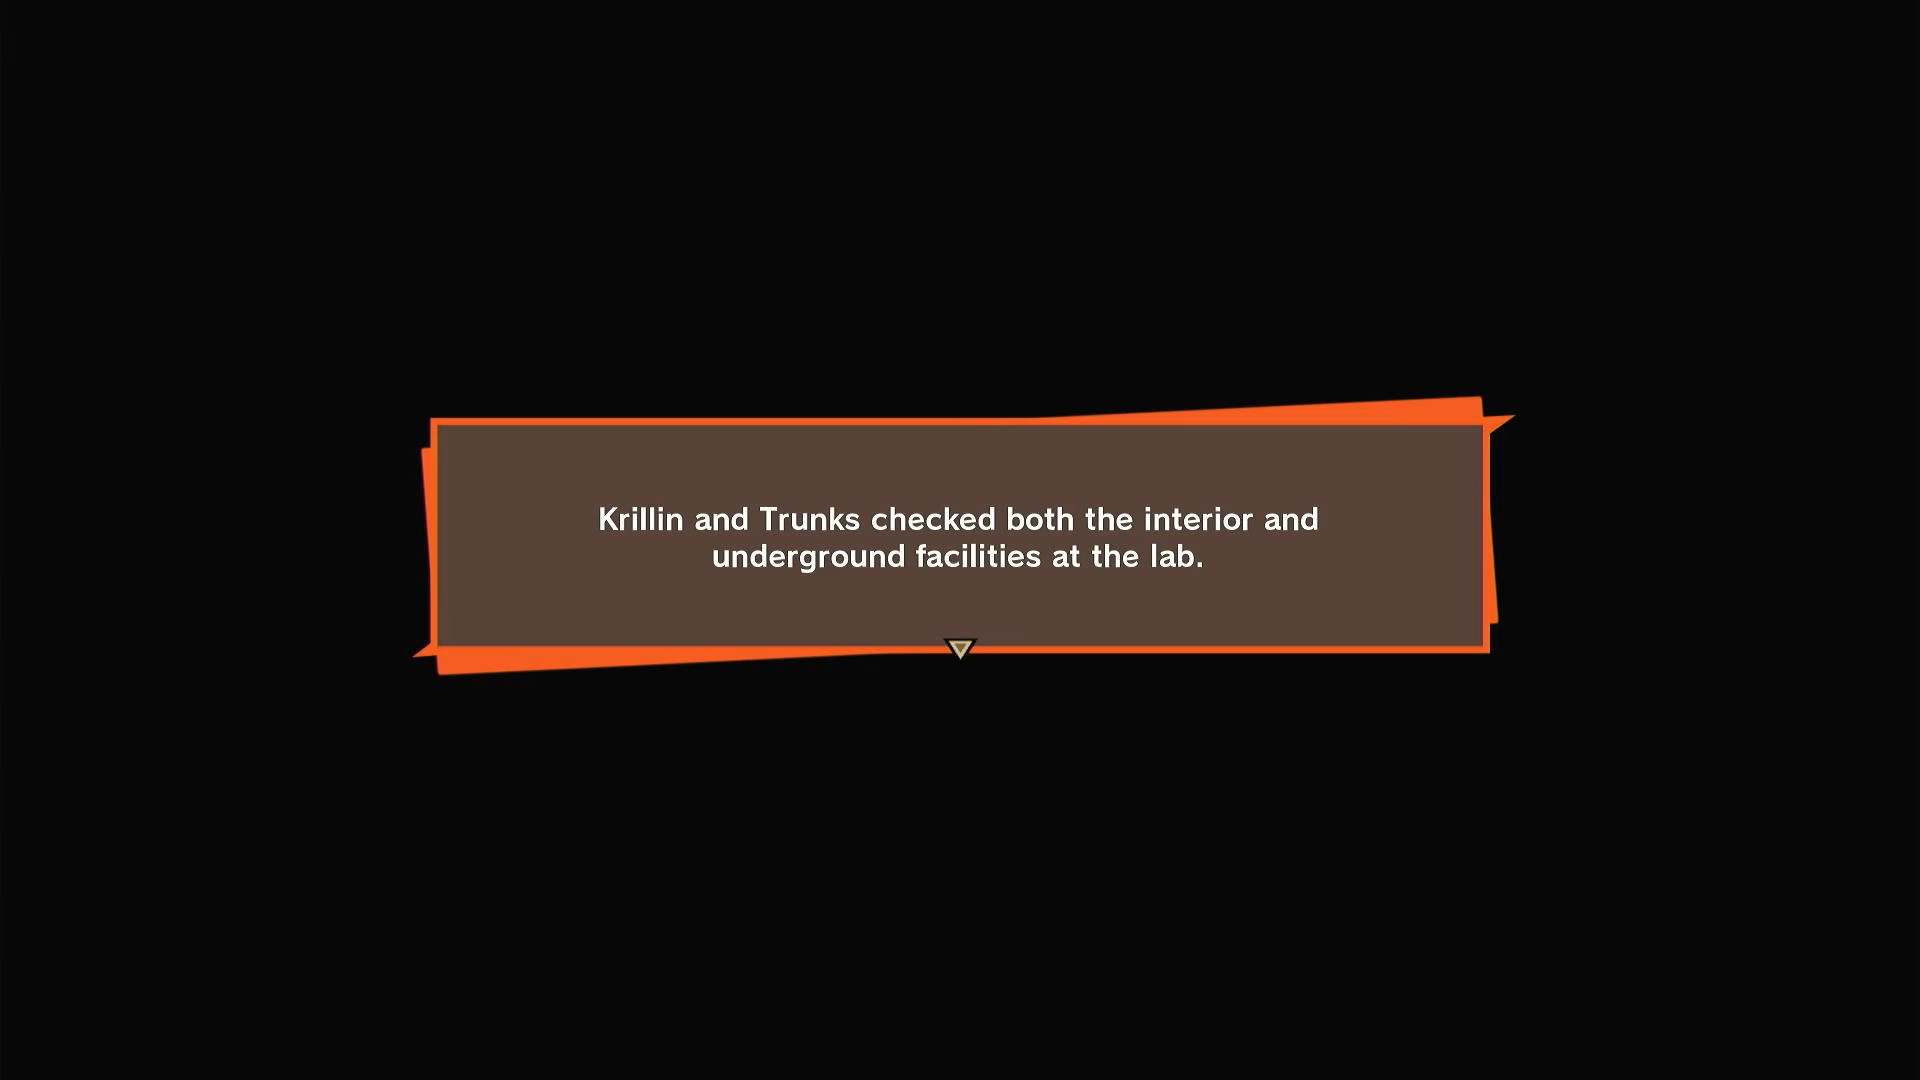 Krillin and Trunks checked both the interior and
underground facilities at the lab.